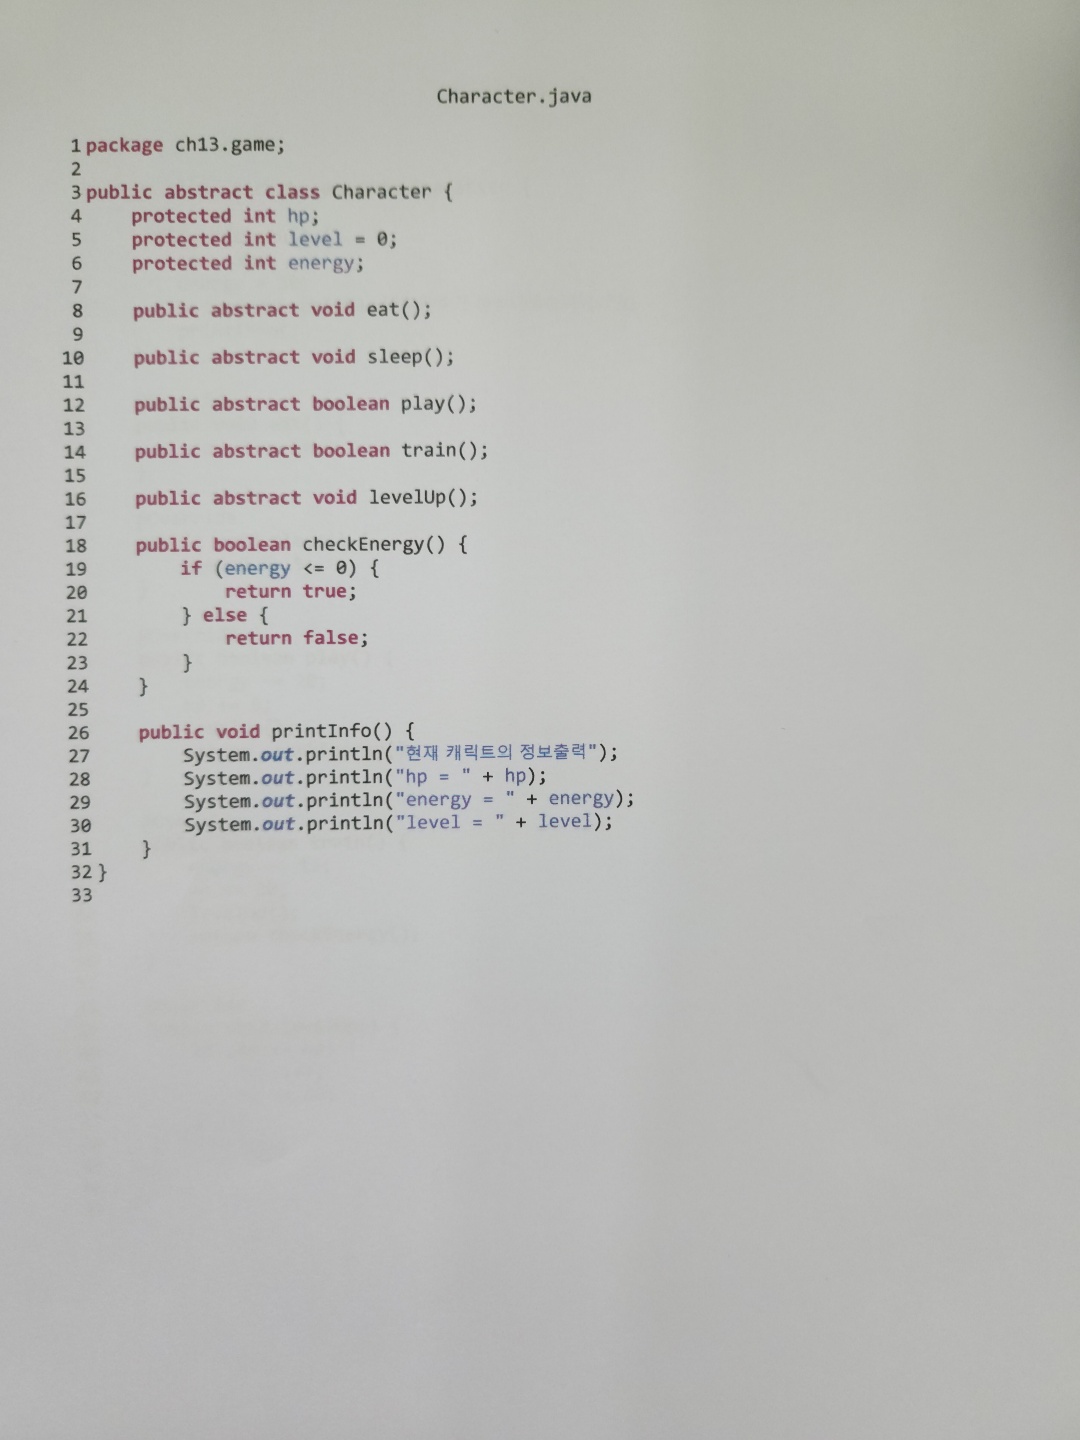 Character.java
1 package ch13.game;
2
3 public abstract class Character {
4 protected int hp;
5 protected int level = 0;
6 protected int energy;
7
8 public abstract void eat();
9
10 public abstract void sleep();
11
12 public abstract boolean play();
13
14 public abstract boolean train();
15
16 public abstract void levelUp();
17
18 public boolean checkEnergy() {
19 if (energy <= 0) {
20 return true;
21 } else {
22 return false;
23 }
24 }
25
26 public void printInfo() {
27 System.out.println("현재 캐릭트의 정보출력");
28 System.out.println("hp = " + hp);
29 System.out.println("energy = " + energy);
30 System.out.println("level = " + level);
31 }
32 }
33